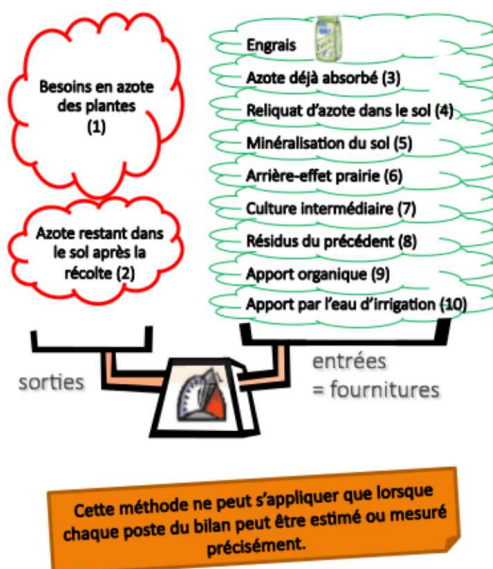 Besoins en azote
des plantes
(1)
Azote restant dans
le sol après la
récolte (2)
sorties
Engrais
Azote déjà absorbé (3)
Reliquat d'azote dans le sol (4)
Minéralisation du sol (5)
Arrière-effet prairie (6)
Culture intermédiaire (7)
Résidus du précédent (8)
Apport organique (9)
Apport par l'eau d'irrigation (10)
entrées
= fournitures
Cette méthode ne peut s'appliquer que lorsque
chaque poste du bilan peut être estimé ou mesuré
précisément.